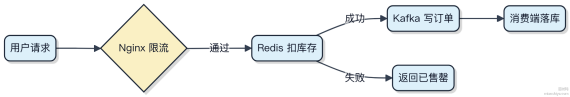 用户请求
Nginx 限流
通过
Redis 扣库存
成功
Kafka 写订单
消费端落库
失败
返回已售罄